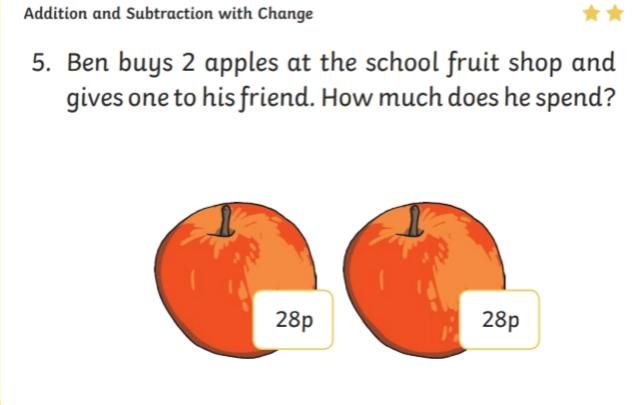 Addition and Subtraction with Change
5. Ben buys 2 apples at the school fruit shop and
gives one to his friend. How much does he spend?
28p
28p